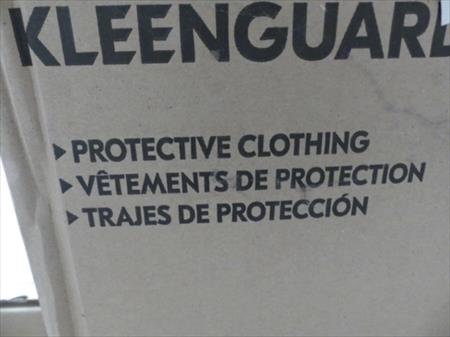 KLEENGUARD
PROTECTIVE CLOTHING
VÊTEMENTS DE PROTECTION
TRAJES DE PROTECCIÓN